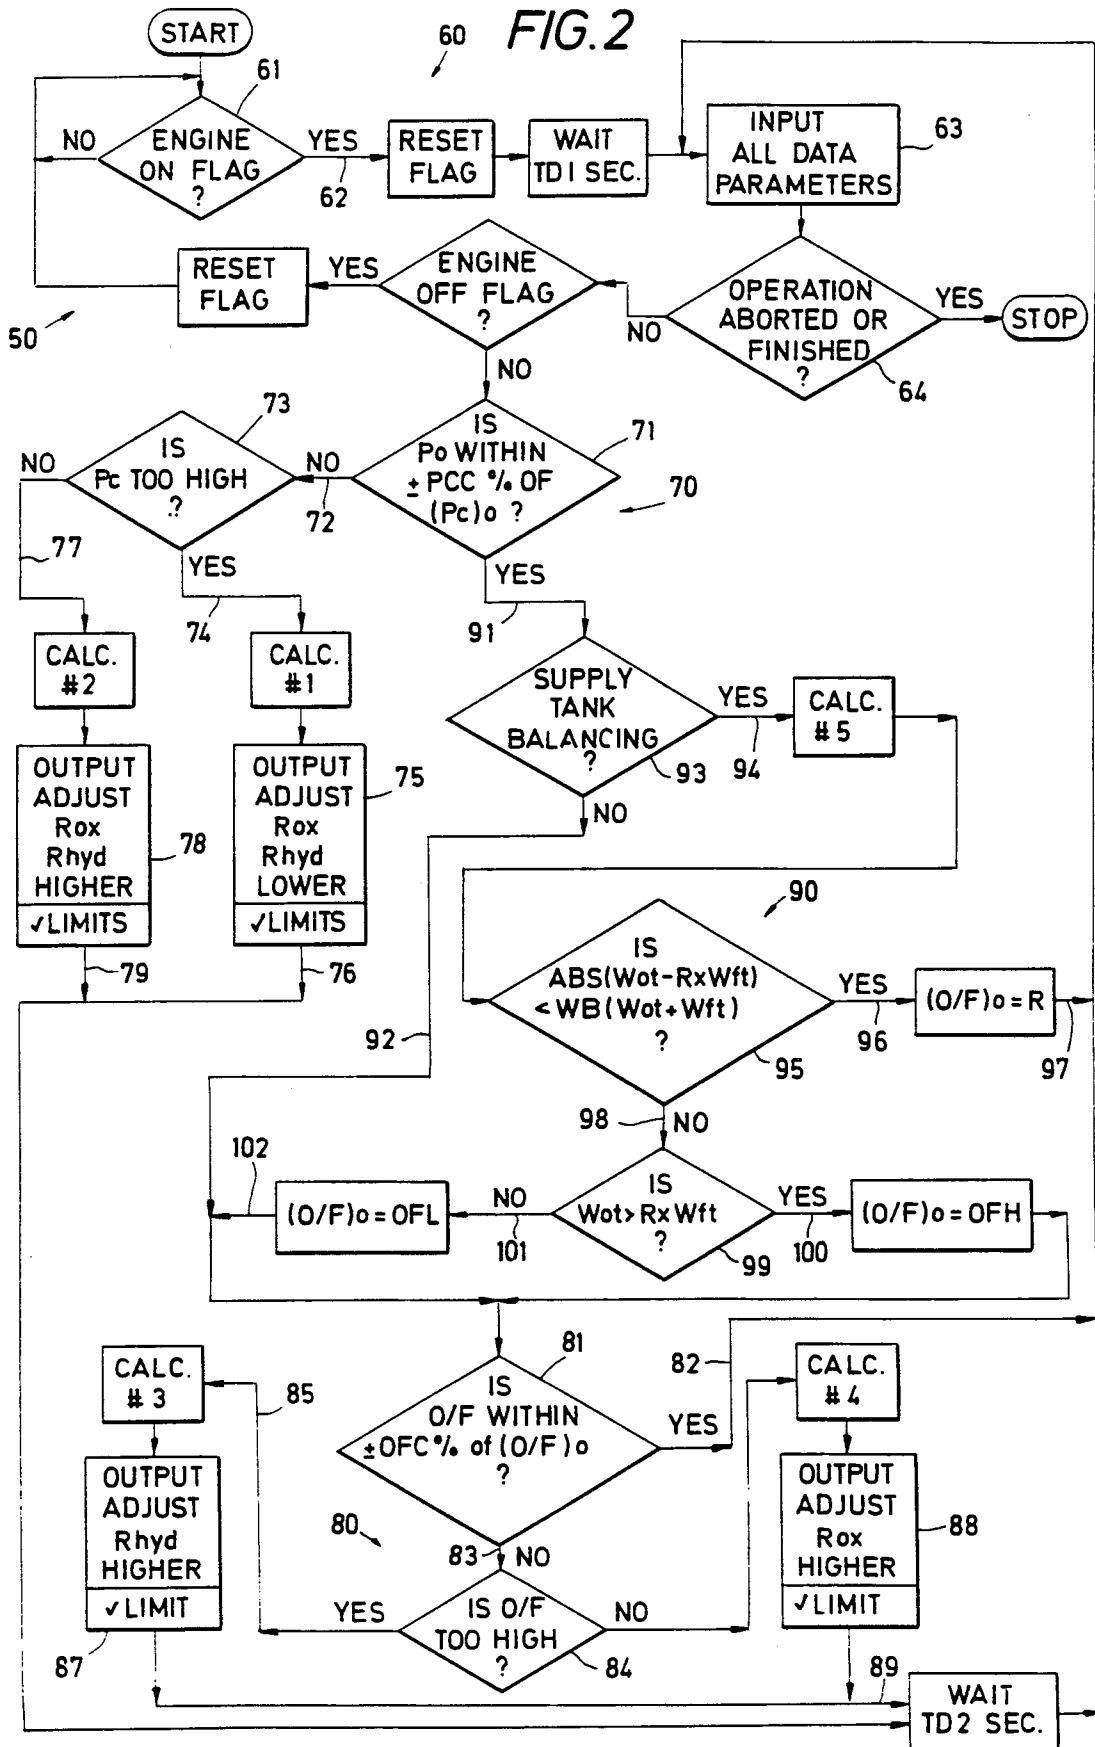 START
FIG.2
60
61
NO
ENGINE
ON FLAG
?
YES
62
RESET
FLAG
WAIT
TD1 SEC.
INPUT
ALL DATA
PARAMETERS
63
50
RESET
FLAG
YES
ENGINE
OFF FLAG
?
NO
NO
OPERATION
ABORTED OR
FINISHED
?
YES
STOP
64
73
NO
IS
Pc TOO HIGH
?
NO
72
IS
Po WITHIN
± PCC % OF
(Pc)o ?
71
70
77
YES
74
YES
91
CALC.
#2
CALC.
#1
SUPPLY
TANK
BALANCING
?
YES
94
93
CALC.
#5
OUTPUT
ADJUST
Rox
Rhyd
HIGHER
✓LIMITS
78
79
OUTPUT
ADJUST
Rox
Rhyd
LOWER
✓LIMITS
75
76
NO
92
90
IS
ABS(Wot-RxWft)
<WB(Wot+Wft)
?
95
YES
96
(O/F)o=R
97
98
NO
102
(O/F)o=OFL
NO
101
IS
Wot>RxWft
?
99
YES
100
(O/F)o=OFH
81
82
CALC.
#3
85
IS
O/F WITHIN
±OFC% of (O/F)o
?
YES
CALC.
#4
OUTPUT
ADJUST
Rhyd
HIGHER
✓LIMIT
87
80
83
NO
OUTPUT
ADJUST
Rox
HIGHER
✓LIMIT
88
YES
IS O/F
TOO HIGH
?
84
NO
89
WAIT
TD2 SEC.